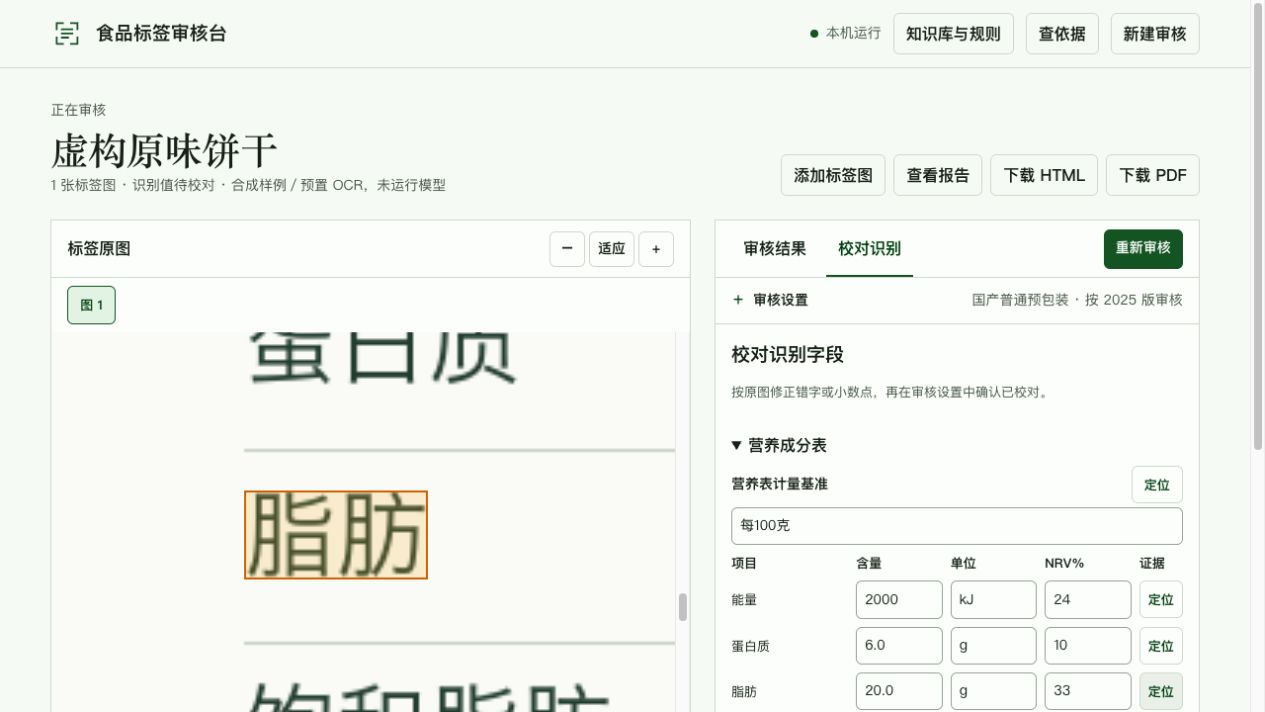 食品标签审核台
本机运行
知识库与规则
查依据
新建审核
正在审核
虚构原味饼干
1 张标签图 · 识别值待校对 · 合成样例 / 预置 OCR，未运行模型
添加标签图
查看报告
下载 HTML
下载 PDF
标签原图
−
适应
+
图 1
蛋白质
脂肪
饱和脂肪
审核结果
校对识别
重新审核
+ 审核设置
国产普通预包装 · 按 2025 版审核
校对识别字段
按原图修正错字或小数点，再在审核设置中确认已校对。
▼ 营养成分表
营养表计量基准
定位
每100克
项目 含量 单位 NRV% 证据
能量 2000 kJ 24 定位
蛋白质 6.0 g 10 定位
脂肪 20.0 g 33 定位